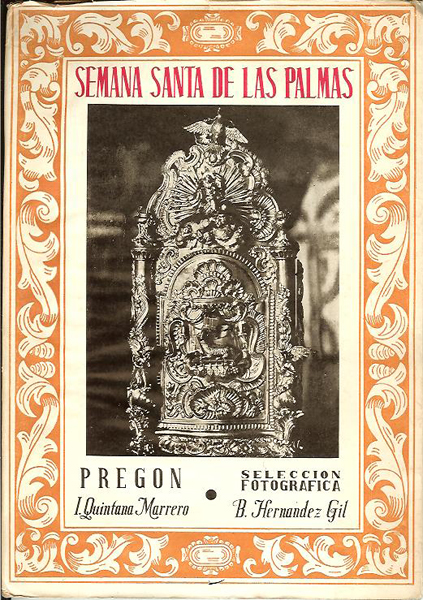 SEMANA SANTA DE LAS PALMAS
PREGON
I. Quintana Marrero
SELECCION
FOTOGRAFICA
B. Hernandez Gil